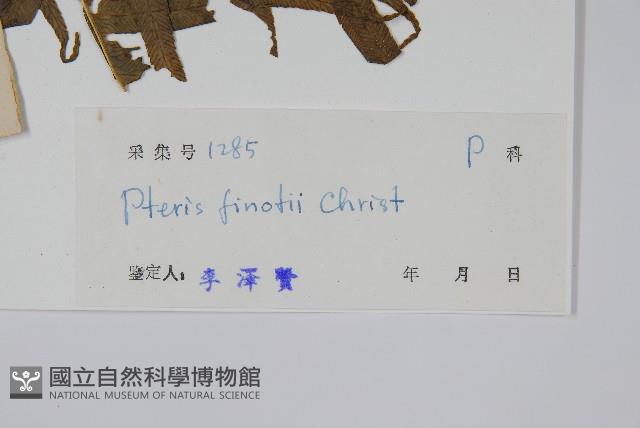 采集号 1285 P 科
Pteris finotii Christ
鉴定人: 李泽贤 年 月 日
國立自然科學博物館
NATIONAL MUSEUM OF NATURAL SCIENCE